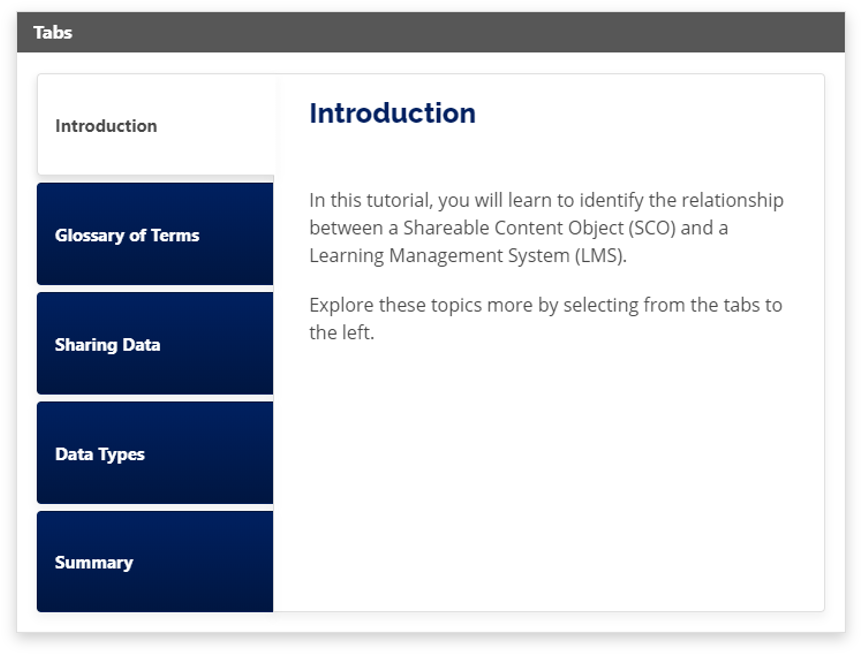 Tabs
Introduction
Glossary of Terms
Sharing Data
Data Types
Summary
Introduction
In this tutorial, you will learn to identify the relationship
between a Shareable Content Object (SCO) and a
Learning Management System (LMS).
Explore these topics more by selecting from the tabs to
the left.